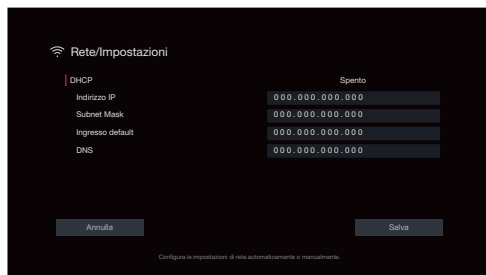 Rete/Impostazioni
DHCP Spento
Indirizzo IP 000.000.000.000
Subnet Mask 000.000.000.000
Ingresso default 000.000.000.000
DNS 000.000.000.000
Annulla Salva
Configura le impostazioni di rete automaticamente o manualmente.